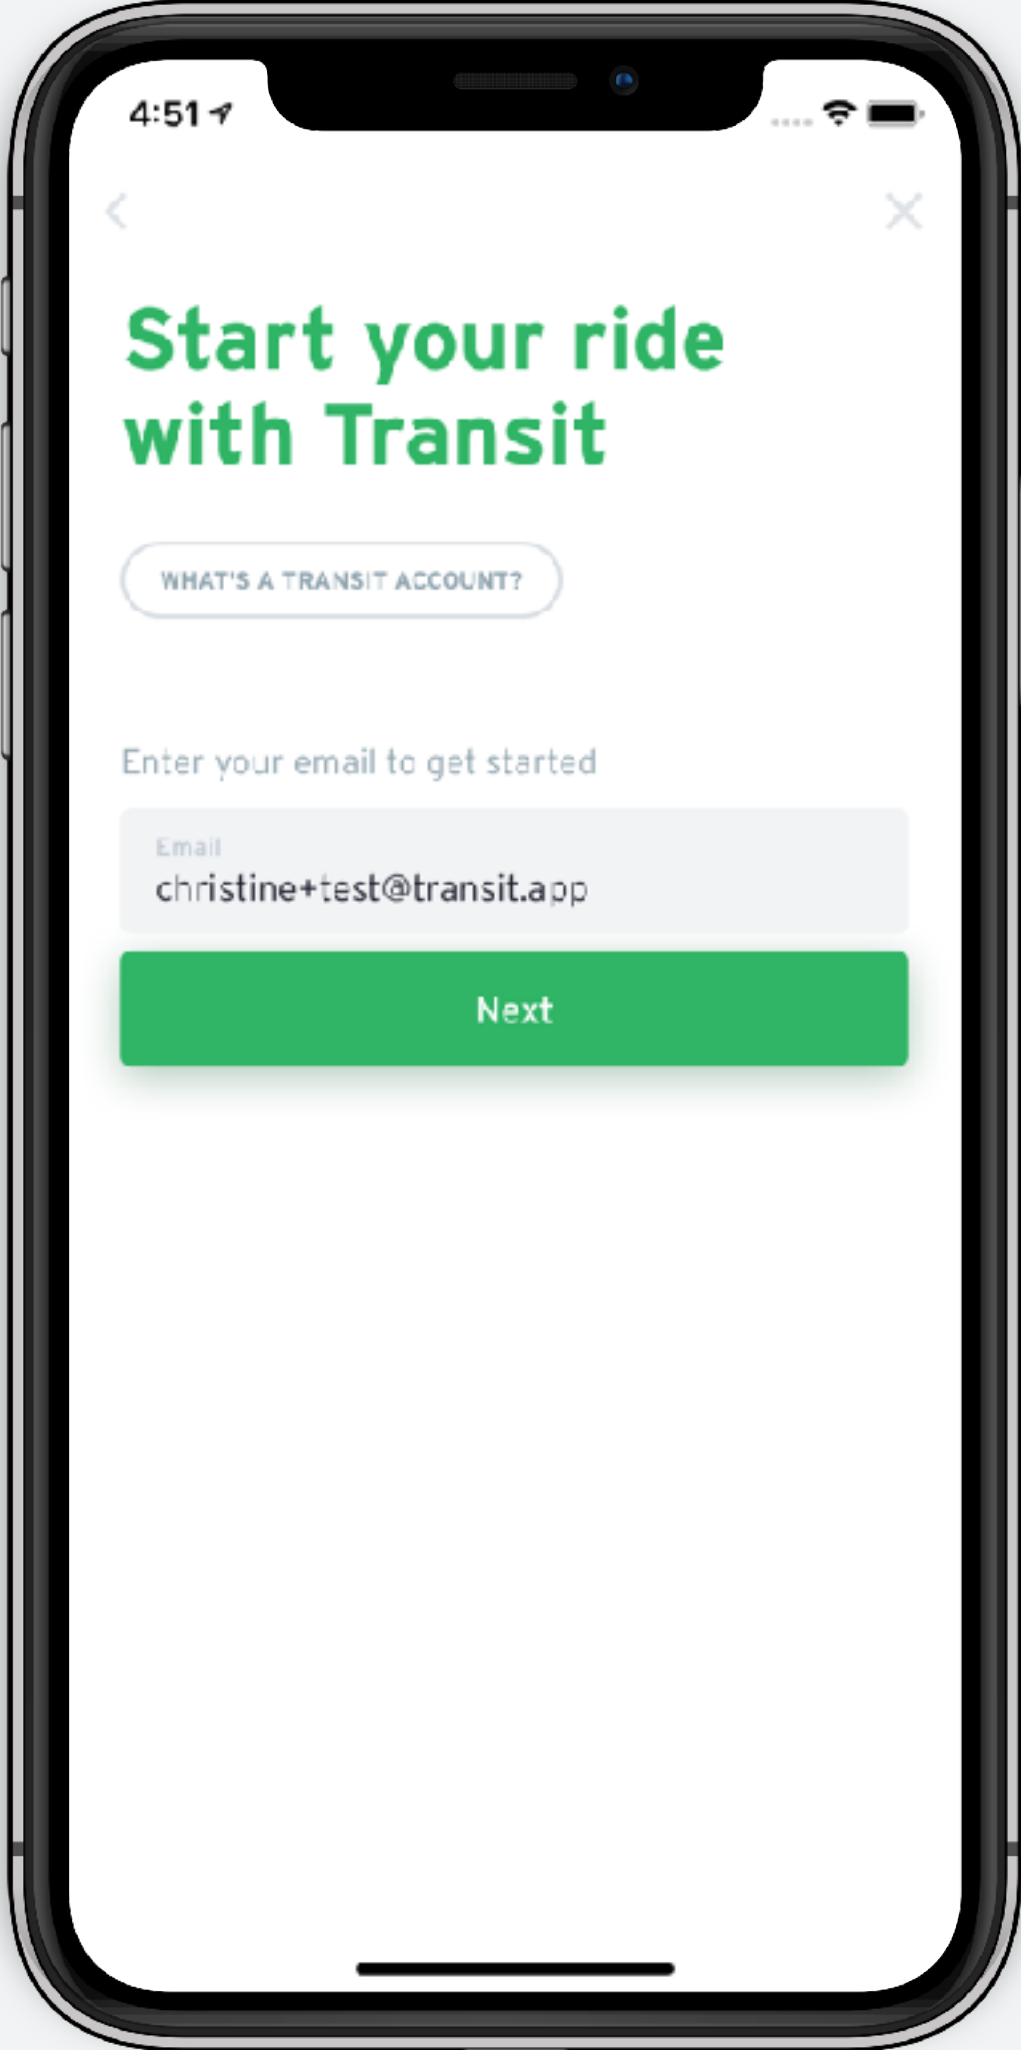 4:51
Start your ride
with Transit
WHAT'S A TRANSIT ACCOUNT?
Enter your email to get started
Email
christine+test@transit.app
Next